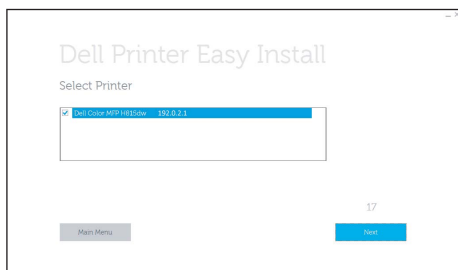 Dell Printer Easy Install
Select Printer
Dell Color MFP H815dw 192.0.2.1
17
Main Menu
Next